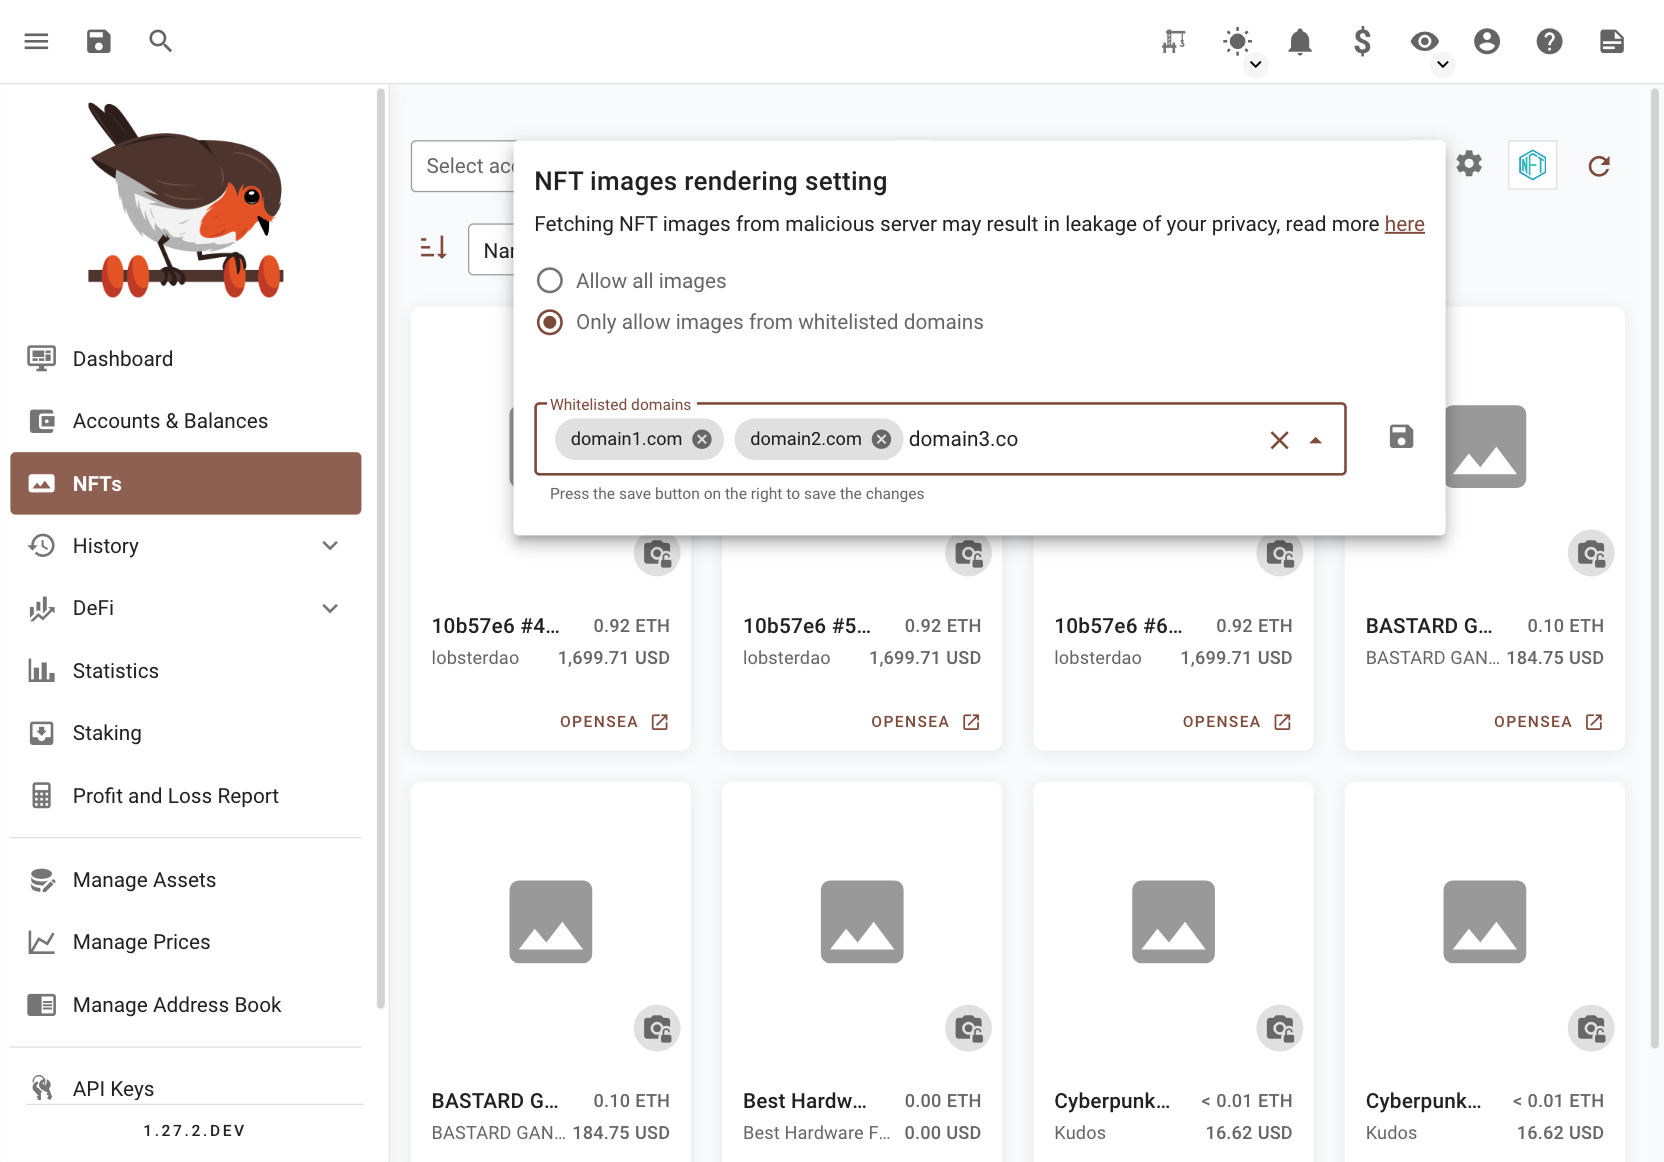 NFT
Select acc
Nar
NFT images rendering setting
Fetching NFT images from malicious server may result in leakage of your privacy, read more here
Allow all images
Only allow images from whitelisted domains
Whitelisted domains
domain1.com domain2.com domain3.co
Press the save button on the right to save the changes
Dashboard
Accounts & Balances
NFTs
History
DeFi
Statistics
Staking
Profit and Loss Report
Manage Assets
Manage Prices
Manage Address Book
API Keys
1.27.2.DEV
10b57e6 #4... 0.92 ETH
lobsterdao 1,699.71 USD
OPENSEA
10b57e6 #5... 0.92 ETH
lobsterdao 1,699.71 USD
OPENSEA
10b57e6 #6... 0.92 ETH
lobsterdao 1,699.71 USD
OPENSEA
BASTARD G... 0.10 ETH
BASTARD GAN... 184.75 USD
OPENSEA
BASTARD G... 0.10 ETH
BASTARD GAN... 184.75 USD
Best Hardw... 0.00 ETH
Best Hardware F... 0.00 USD
Cyberpunk... < 0.01 ETH
Kudos 16.62 USD
Cyberpunk... < 0.01 ETH
Kudos 16.62 USD